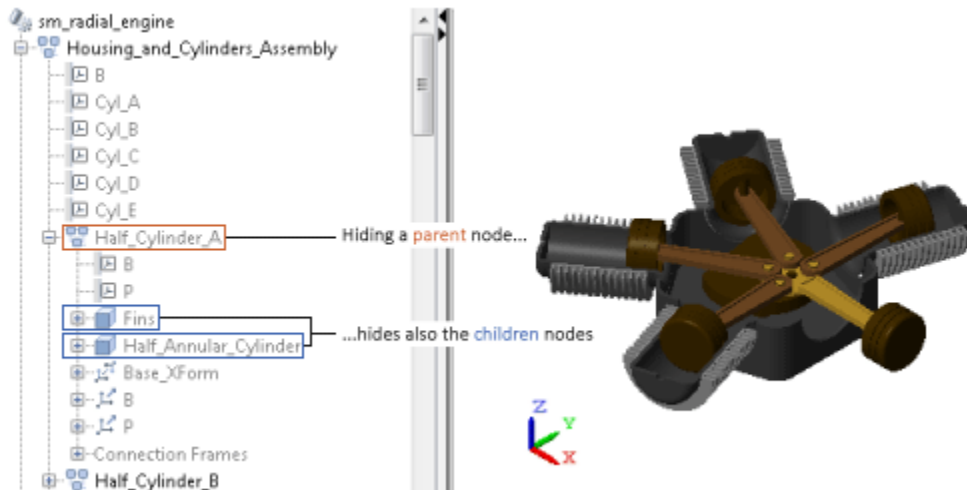 sm_radial_engine
Housing_and_Cylinders_Assembly
B
Cyl_A
Cyl_B
Cyl_C
Cyl_D
Cyl_E
Half_Cylinder_A
Hiding a parent node...
B
P
Fins
...hides also the children nodes
Half_Annular_Cylinder
Base_XForm
B
P
Connection Frames
Half_Cylinder_B
Z
Y
X